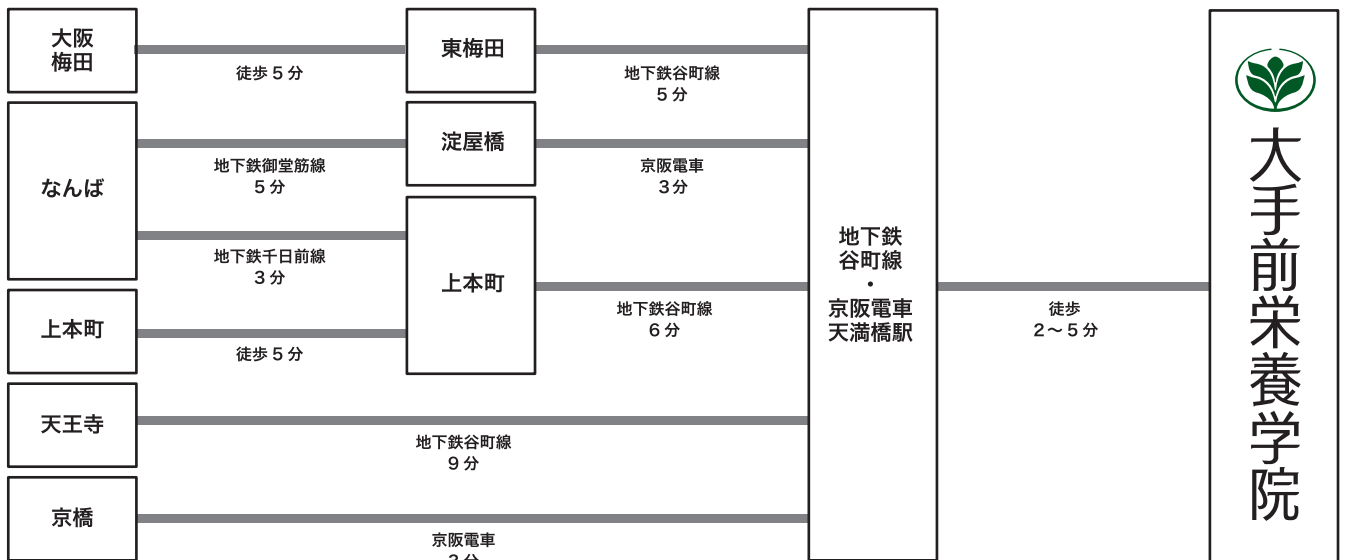 大阪
梅田
徒歩5分
東梅田
地下鉄谷町線
5分
なんば
地下鉄御堂筋線
5分
淀屋橋
京阪電車
3分
地下鉄千日前線
3分
上本町
徒歩5分
上本町
地下鉄谷町線
6分
天王寺
地下鉄谷町線
9分
京橋
京阪電車
地下鉄
谷町線
・
京阪電車
天満橋駅
徒歩
2〜5分
大手前栄養学院